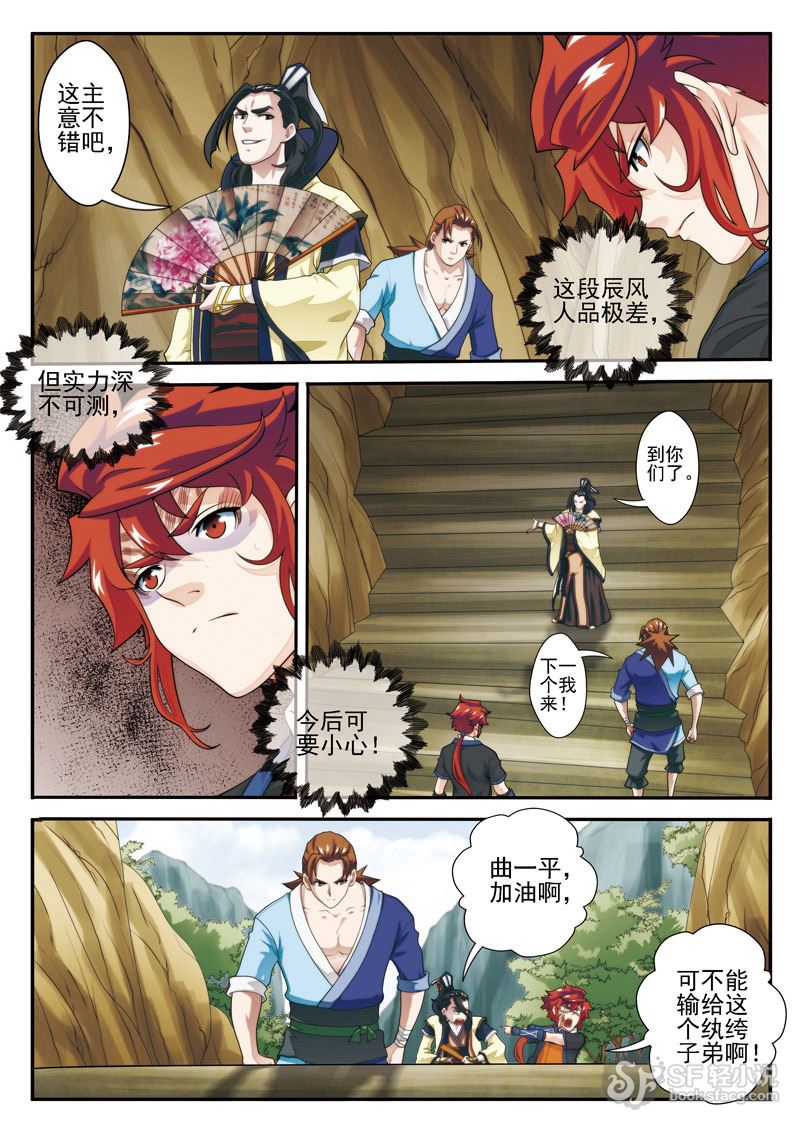 这主
意不
错吧，
这段辰风
人品极差，
但实力深
不可测，
到你
们了。
下一
个我
来！
今后可
要小心！
曲一平，
加油啊，
可不能
输给这
个纨绔
子弟啊！
SF轻小说
book.sfacg.com